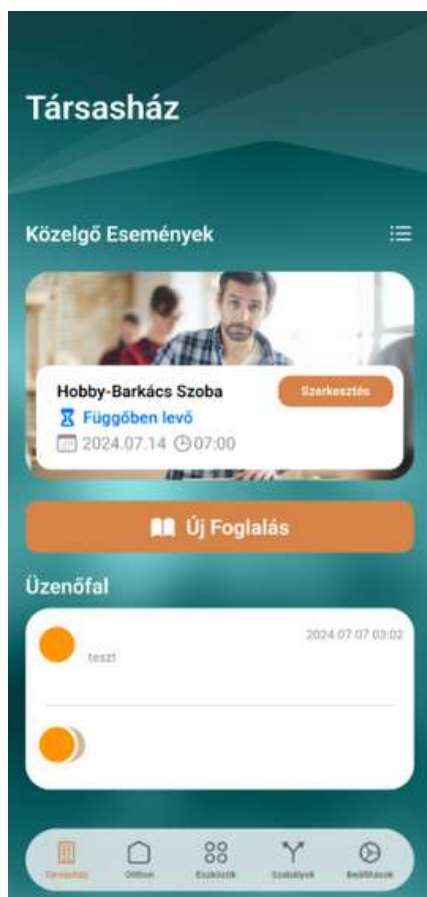 Társasház
Közelgő Események
Hobby-Barkács Szoba
Szerkesztés
Függőben levő
2024.07.14 07:00
Új Foglalás
Üzenőfal
2024.07.07 03:02
teszt
Társasház Otthon Eszközök Szabályok Beállítások